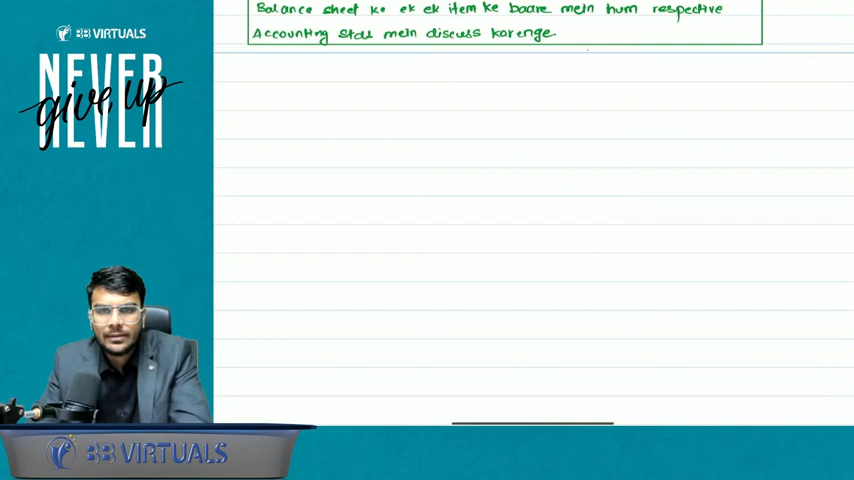 Balance sheet ke ek ek item ke baare mein hum respective
Accounting stds mein discuss karenge
BB VIRTUALS
NEVER
give up
NEVER
BB VIRTUALS